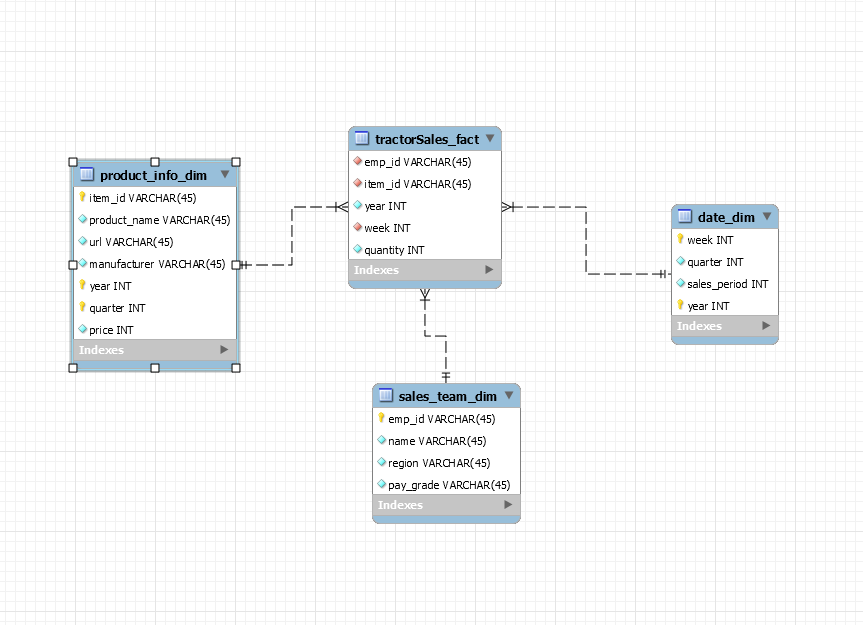 tractorSales_fact
emp_id VARCHAR(45)
item_id VARCHAR(45)
year INT
week INT
quantity INT
Indexes
product_info_dim
item_id VARCHAR(45)
product_name VARCHAR(45)
url VARCHAR(45)
manufacturer VARCHAR(45)
year INT
quarter INT
price INT
Indexes
date_dim
week INT
quarter INT
sales_period INT
year INT
Indexes
sales_team_dim
emp_id VARCHAR(45)
name VARCHAR(45)
region VARCHAR(45)
pay_grade VARCHAR(45)
Indexes